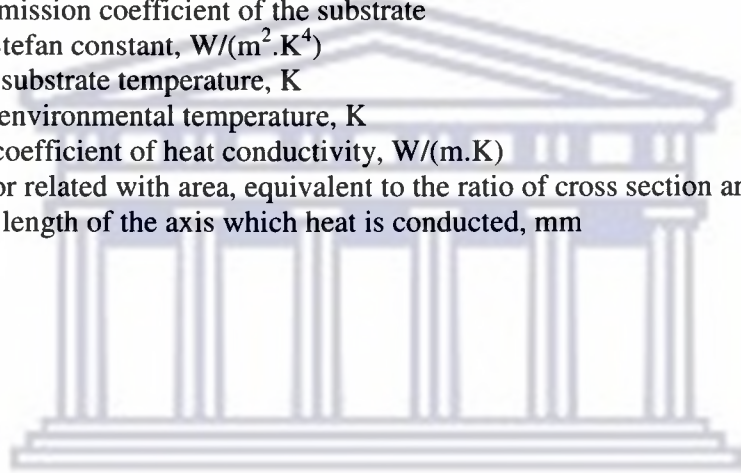 mission coefficient of the substrate
tefan constant, W/(m².K⁴)
substrate temperature, K
environmental temperature, K
coefficient of heat conductivity, W/(m.K)
or related with area, equivalent to the ratio of cross section
length of the axis which heat is conducted, mm